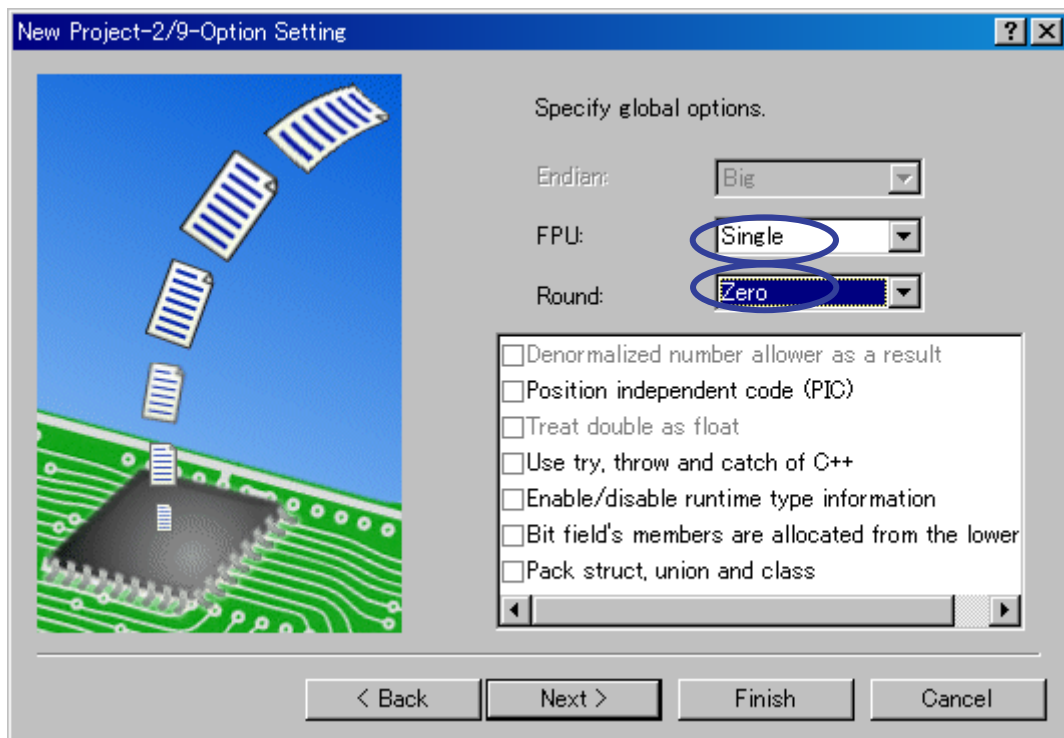 New Project-2/9-Option Setting
Specify global options.
Endian: Big
FPU: Single
Round: Zero
Denormalized number allower as a result
Position independent code (PIC)
Treat double as float
Use try, throw and catch of C++
Enable/disable runtime type information
Bit field's members are allocated from the lower
Pack struct, union and class
< Back Next > Finish Cancel